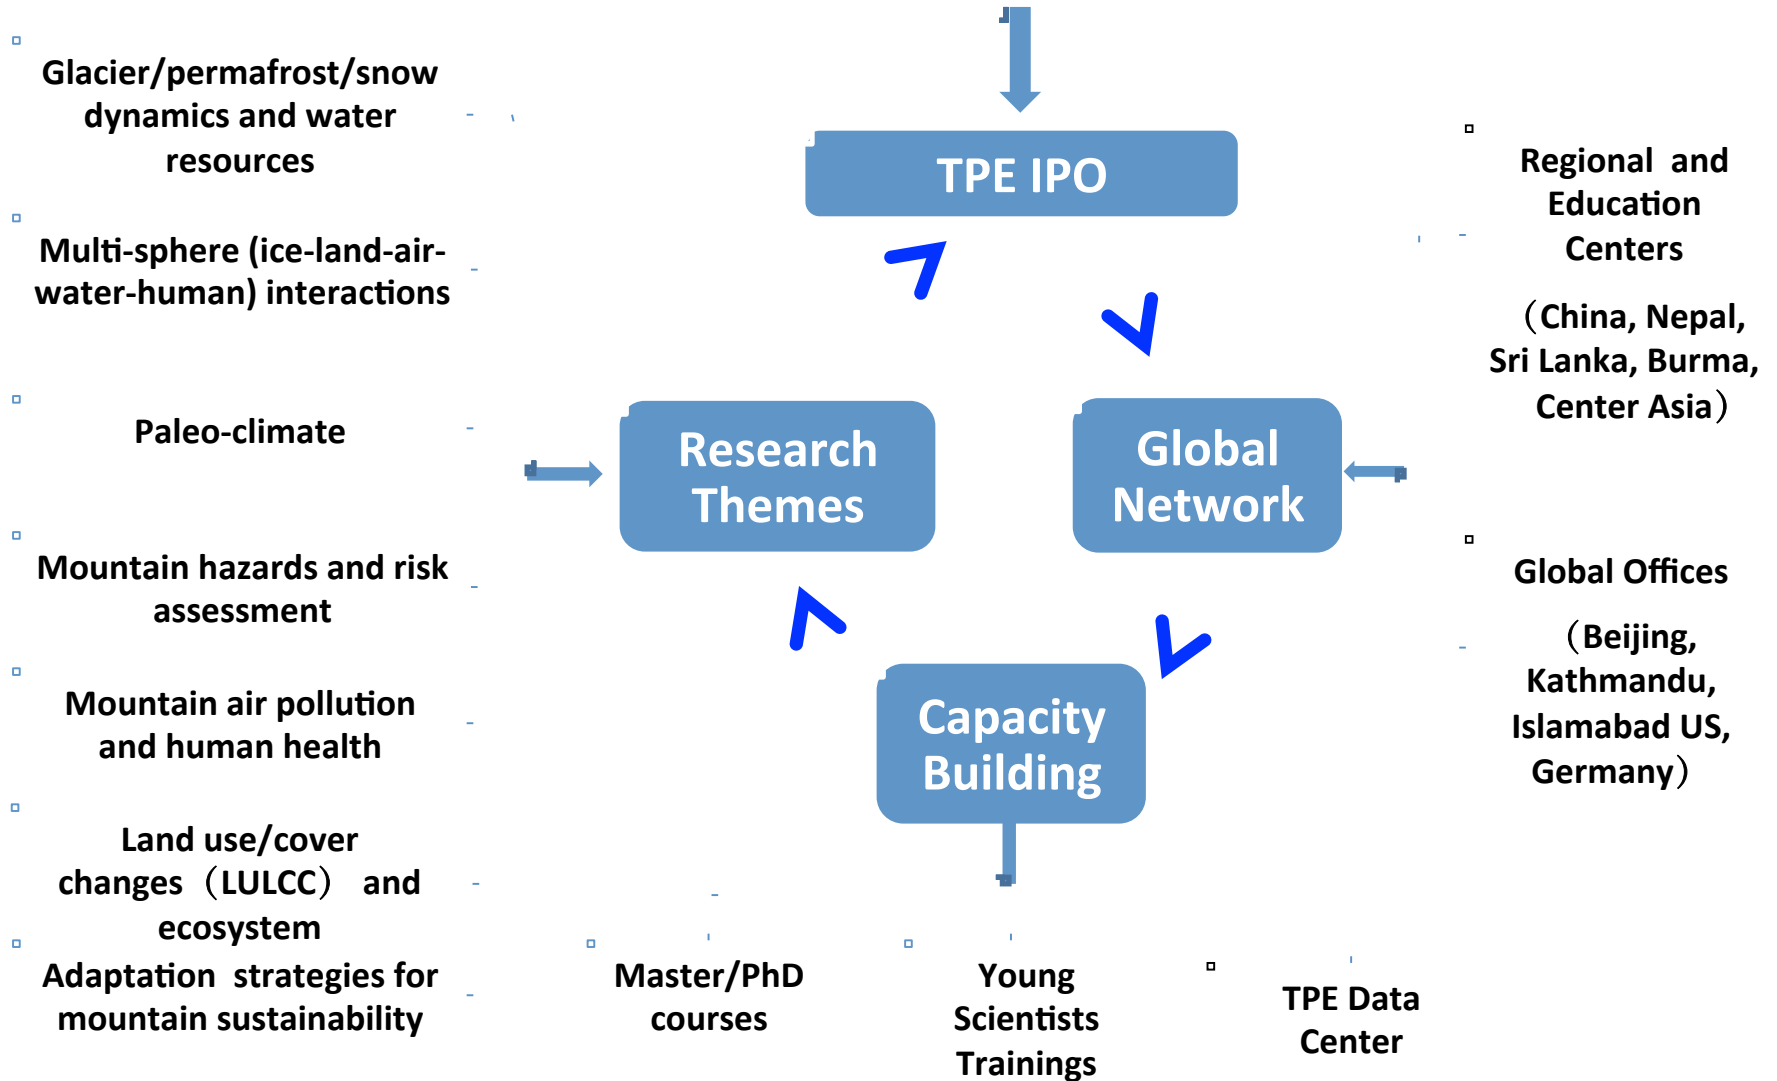 Glacier/permafrost/snow
dynamics and water
resources
Multi-sphere (ice-land-air-
water-human) interactions
Paleo-climate
Mountain hazards and risk
assessment
Mountain air pollution
and human health
Land use/cover
changes（LULCC） and
ecosystem
Adaptation strategies for
mountain sustainability
TPE IPO
Research
Themes
Global
Network
Capacity
Building
Master/PhD
courses
Young
Scientists
Trainings
TPE Data
Center
Regional and
Education
Centers
（China, Nepal,
Sri Lanka, Burma,
Center Asia）
Global Offices
（Beijing,
Kathmandu,
Islamabad US,
Germany）